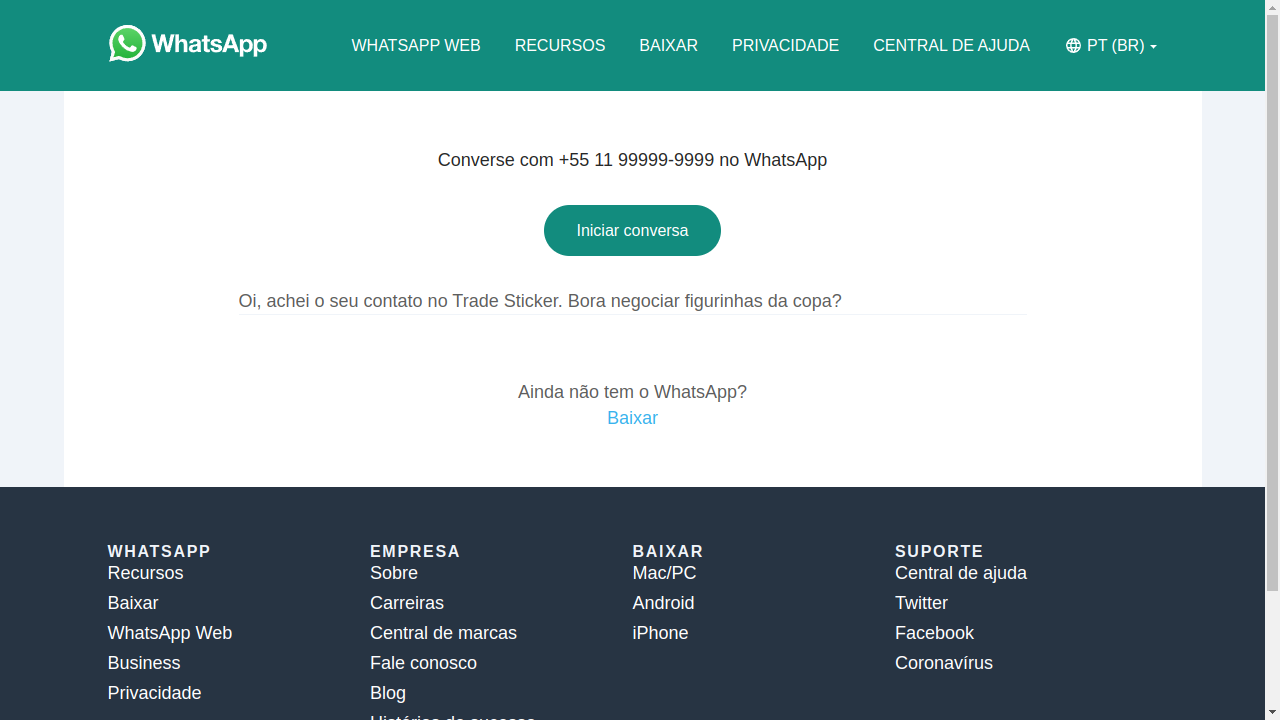 WhatsApp
WHATSAPP WEB
RECURSOS
BAIXAR
PRIVACIDADE
CENTRAL DE AJUDA
PT (BR)
Converse com +55 11 99999-9999 no WhatsApp
Iniciar conversa
Oi, achei o seu contato no Trade Sticker. Bora negociar figurinhas da copa?
Ainda não tem o WhatsApp?
Baixar
WHATSAPP
Recursos
Baixar
WhatsApp Web
Business
Privacidade
EMPRESA
Sobre
Carreiras
Central de marcas
Fale conosco
Blog
Histórias de sucesso
BAIXAR
Mac/PC
Android
iPhone
SUPORTE
Central de ajuda
Twitter
Facebook
Coronavírus